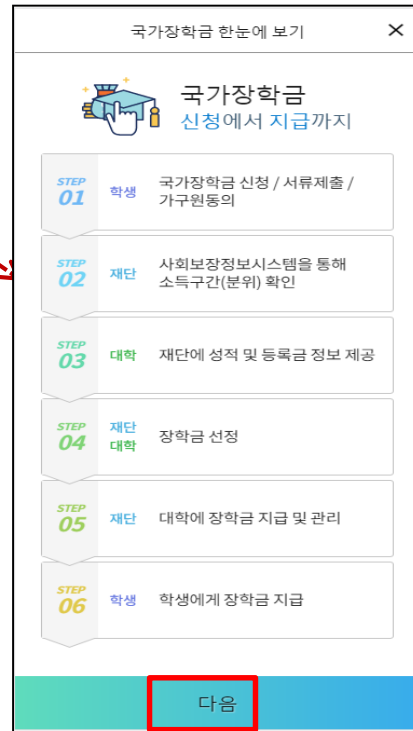 국가장학금 한눈에 보기
국가장학금
신청에서 지급까지
STEP
01
학생
국가장학금 신청 / 서류제출 /
가구원동의
STEP
02
재단
사회보장정보시스템을 통해
소득구간(분위) 확인
STEP
03
대학
재단에 성적 및 등록금 정보 제공
STEP
04
재단
대학
장학금 선정
STEP
05
재단
대학에 장학금 지급 및 관리
STEP
06
학생
학생에게 장학금 지급
다음